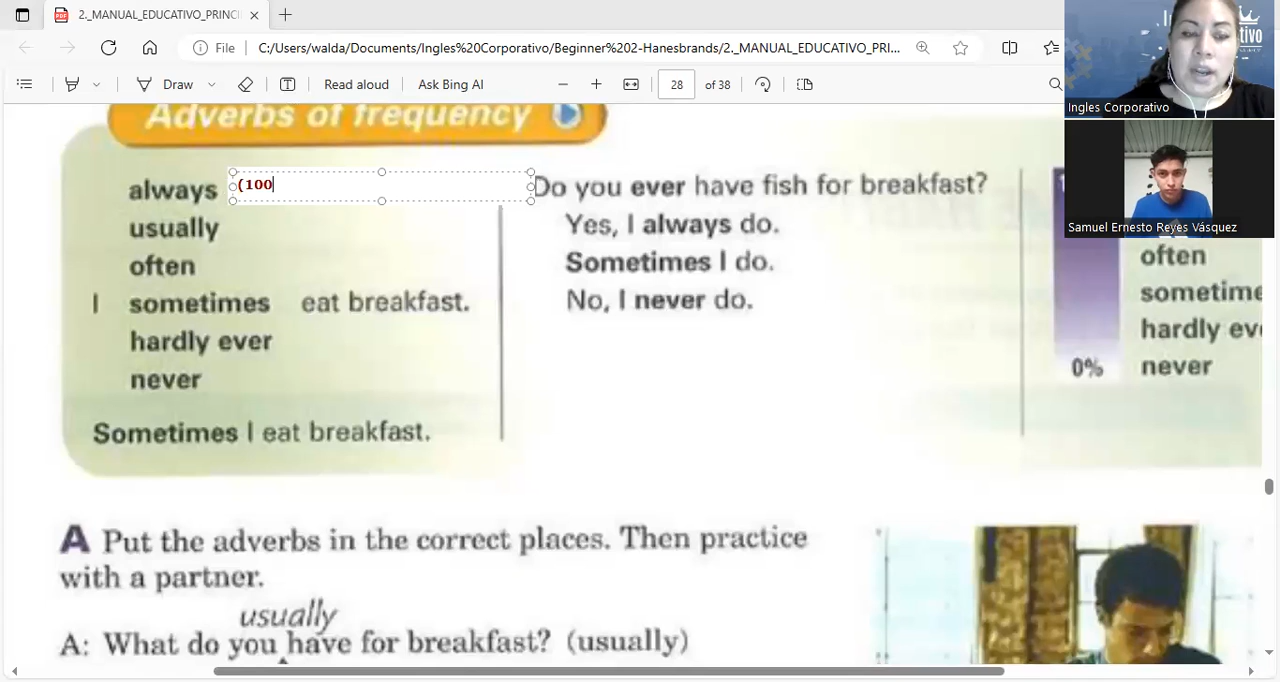 2._MANUAL_EDUCATIVO_PRINCI
File
C:/Users/walda/Documents/Ingles%20Corporativo/Beginner%202-Hanesbrands/2._MANUAL_EDUCATIVO_PRI...
Draw
Read aloud
Ask Bing AI
28
of 38
Ingles Corporativo
Samuel Ernesto Reyes Vásquez
Adverbs of frequency
always
(100
usually
often
I sometimes eat breakfast.
hardly ever
never
Sometimes I eat breakfast.
Do you ever have fish for breakfast?
Yes, I always do.
Sometimes I do.
No, I never do.
often
sometime
hardly ev
0% never
A Put the adverbs in the correct places. Then practice
with a partner.
usually
A: What do you have for breakfast? (usually)